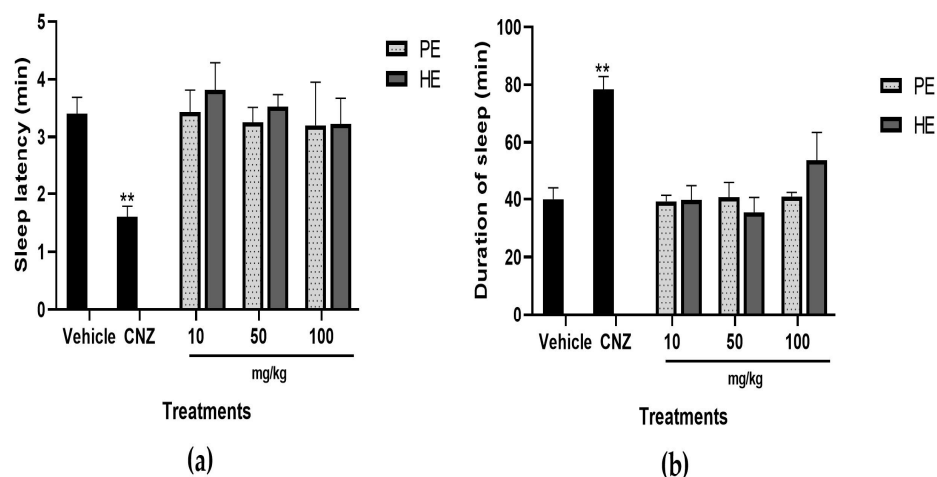 5
4
3
2
1
0
Sleep latency (min)
**
PE
HE
Vehicle CNZ 10 50 100
mg/kg
Treatments
(a)
100
80
60
40
20
0
Duration of sleep (min)
**
PE
HE
Vehicle CNZ 10 50 100
mg/kg
Treatments
(b)